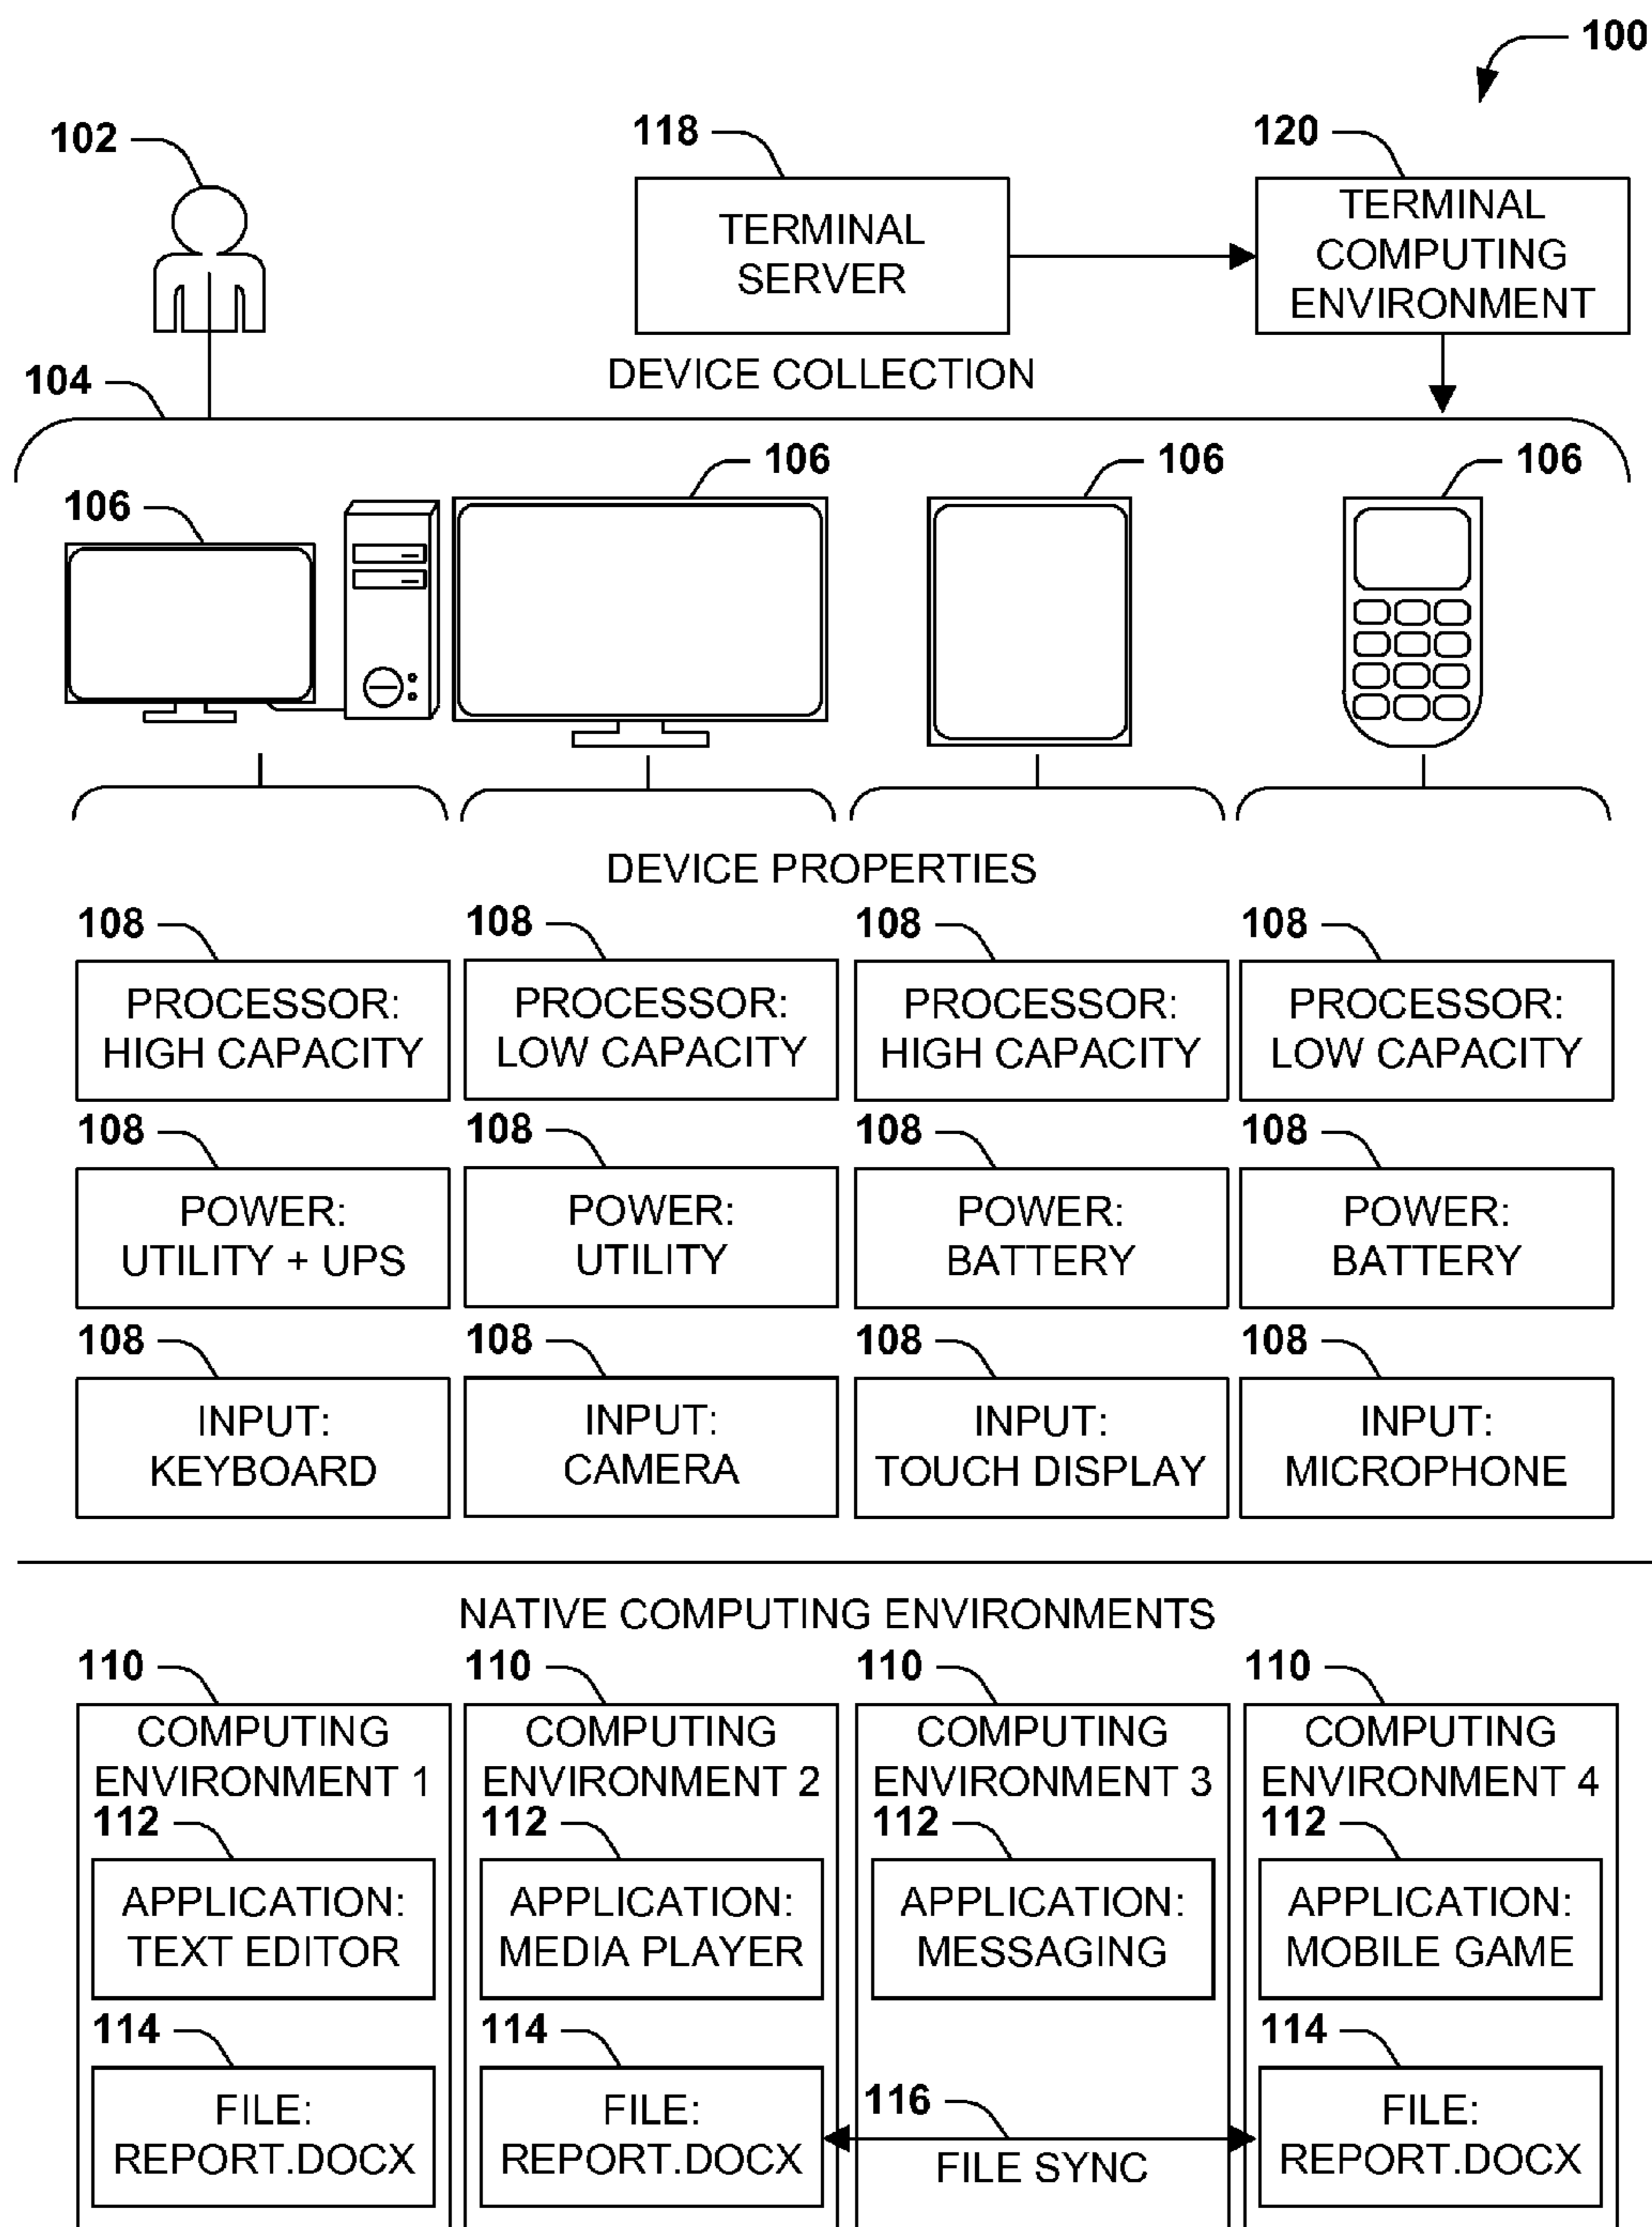 100
102
118
120
TERMINAL
SERVER
TERMINAL
COMPUTING
ENVIRONMENT
104
DEVICE COLLECTION
106
106
106
106
DEVICE PROPERTIES
108
108
108
108
PROCESSOR:
HIGH CAPACITY
PROCESSOR:
LOW CAPACITY
PROCESSOR:
HIGH CAPACITY
PROCESSOR:
LOW CAPACITY
108
108
108
108
POWER:
UTILITY + UPS
POWER:
UTILITY
POWER:
BATTERY
POWER:
BATTERY
108
108
108
108
INPUT:
KEYBOARD
INPUT:
CAMERA
INPUT:
TOUCH DISPLAY
INPUT:
MICROPHONE
NATIVE COMPUTING ENVIRONMENTS
110
110
110
110
COMPUTING
ENVIRONMENT 1
COMPUTING
ENVIRONMENT 2
COMPUTING
ENVIRONMENT 3
COMPUTING
ENVIRONMENT 4
112
112
112
112
APPLICATION:
TEXT EDITOR
APPLICATION:
MEDIA PLAYER
APPLICATION:
MESSAGING
APPLICATION:
MOBILE GAME
114
114
114
FILE:
REPORT.DOCX
FILE:
REPORT.DOCX
116
FILE SYNC
FILE:
REPORT.DOCX